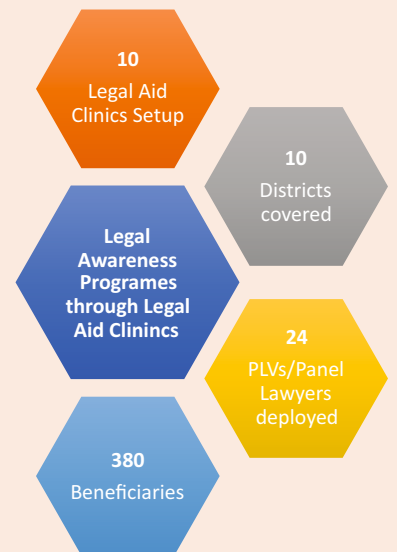 10
Legal Aid
Clinics Setup
10
Districts
covered
Legal
Awareness
Programes
through Legal
Aid Clinincs
24
PLVs/Panel
Lawyers
deployed
380
Beneficiaries